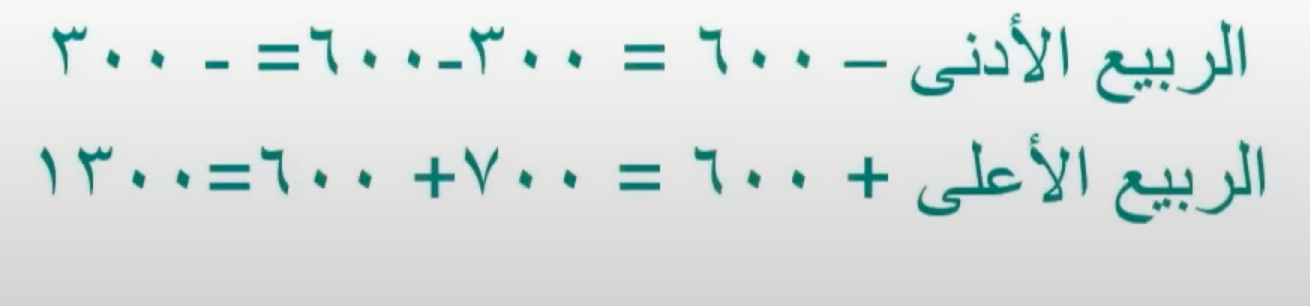 الربيع الأدنى – ٦٠٠ = ٣٠٠-٦٠٠= - ٣٠٠
الربيع الأعلى + ٦٠٠ = ٧٠٠+ ٦٠٠=١٣٠٠